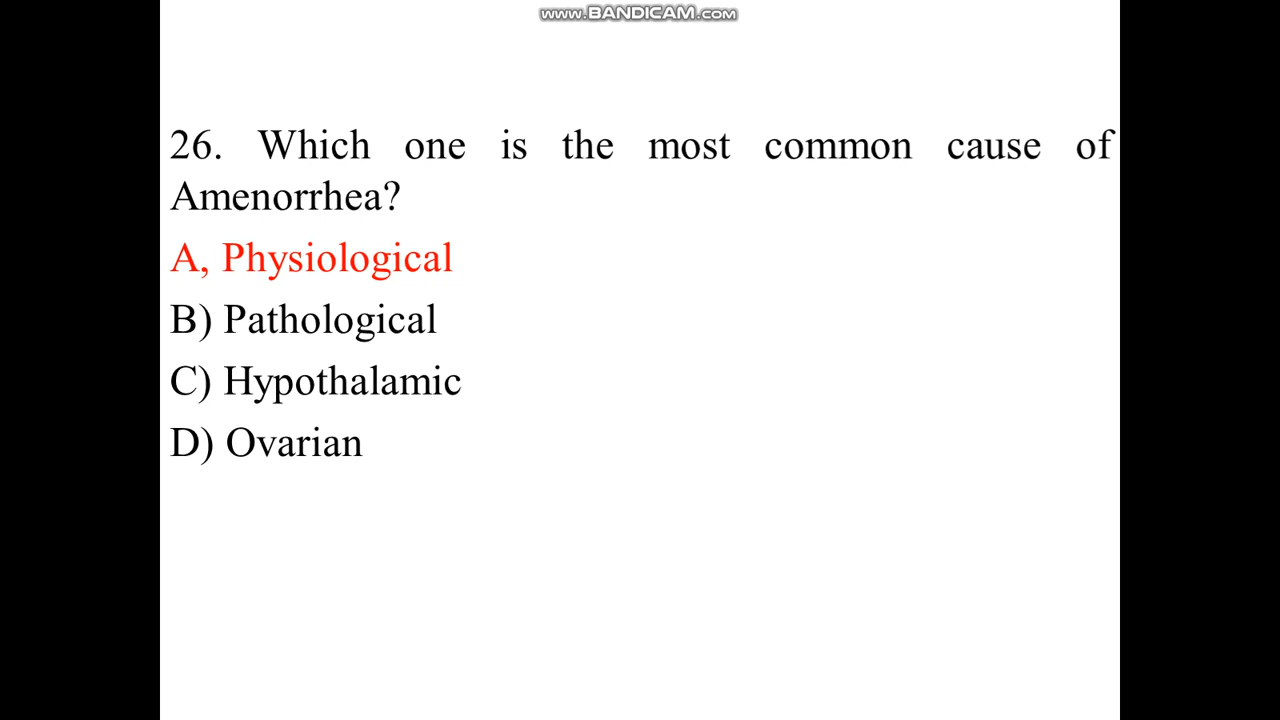 www.BANDICAM.com
26. Which one is the most common cause of
Amenorrhea?
A, Physiological
B) Pathological
C) Hypothalamic
D) Ovarian